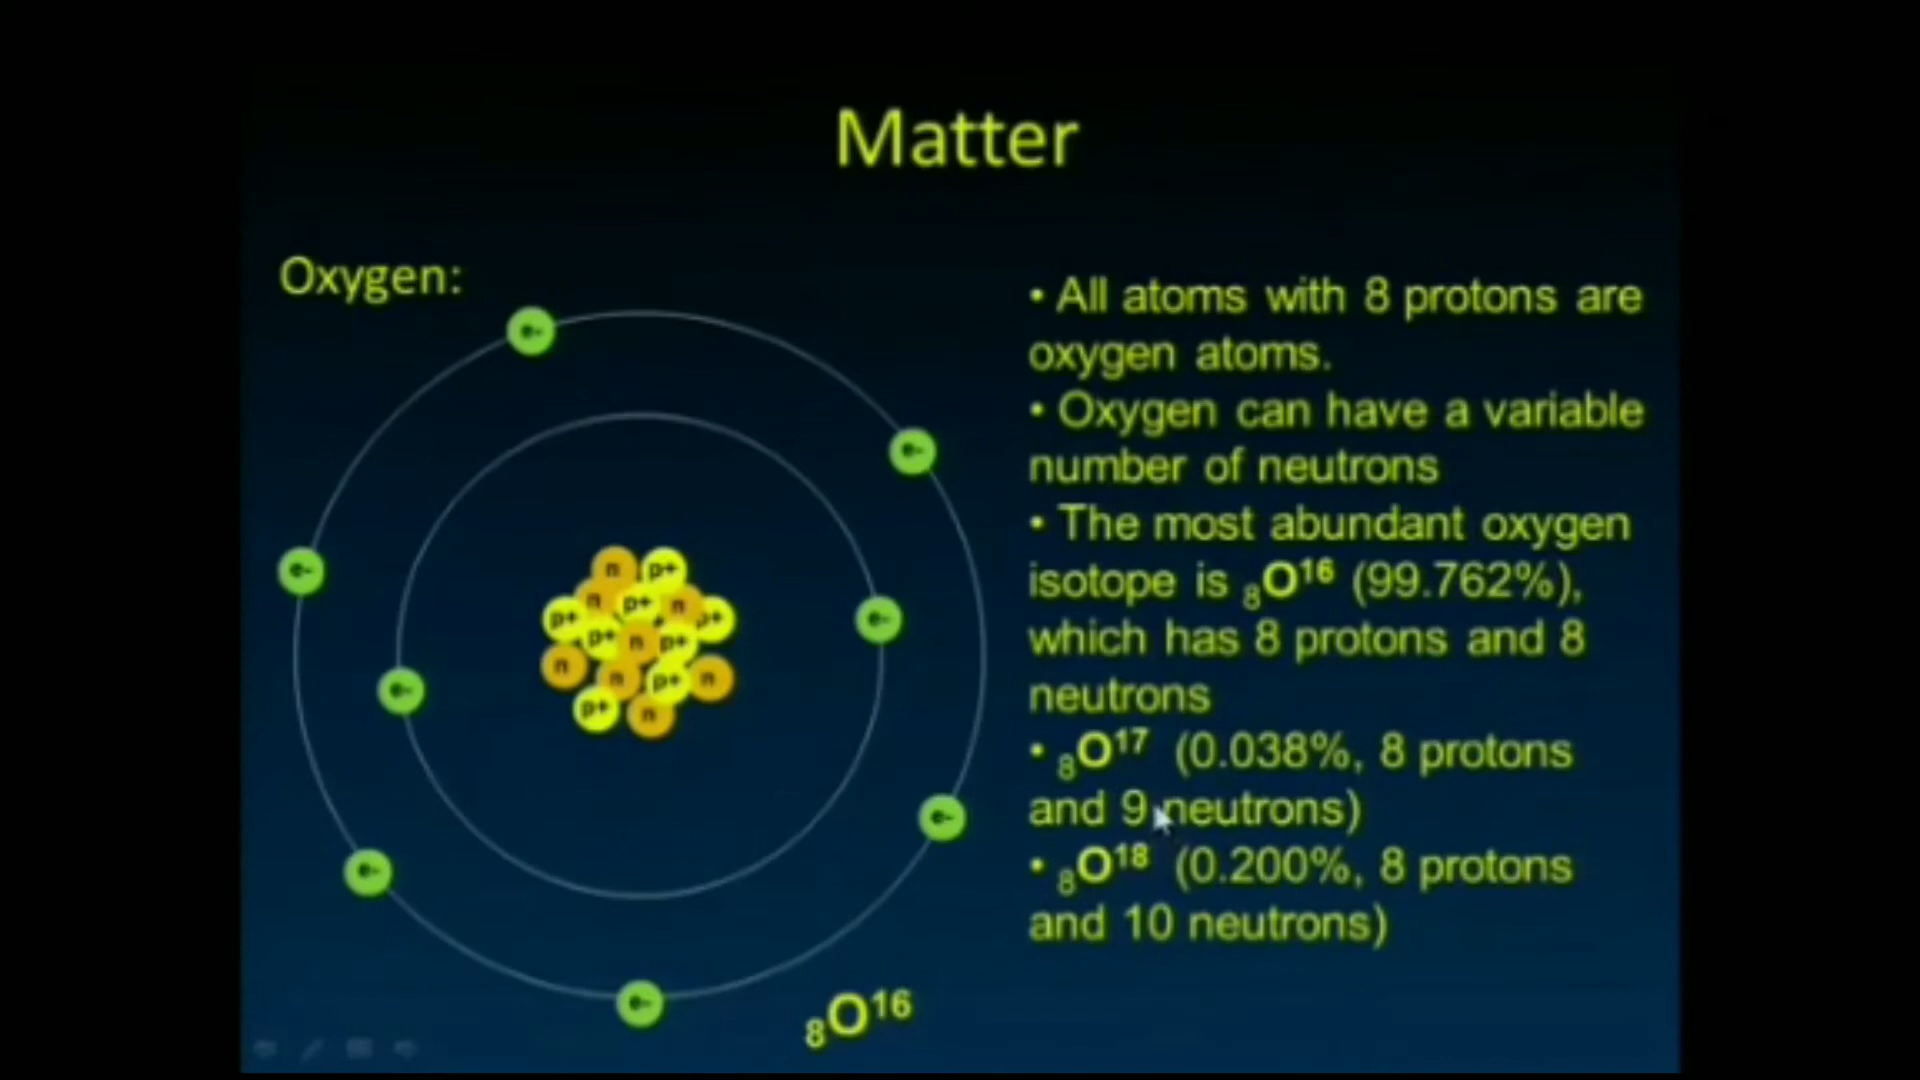 Matter
Oxygen:
• All atoms with 8 protons are
oxygen atoms.
• Oxygen can have a variable
number of neutrons
• The most abundant oxygen
isotope is ₈O¹⁶ (99.762%),
which has 8 protons and 8
neutrons
• ₈O¹⁷ (0.038%, 8 protons
and 9 neutrons)
• ₈O¹⁸ (0.200%, 8 protons
and 10 neutrons)
e-
e-
e-
e-
e-
e-
e-
e-
n p+
n p+ n
p+ p+
p+ n p+
n n p+ n
p+ n
₈O¹⁶